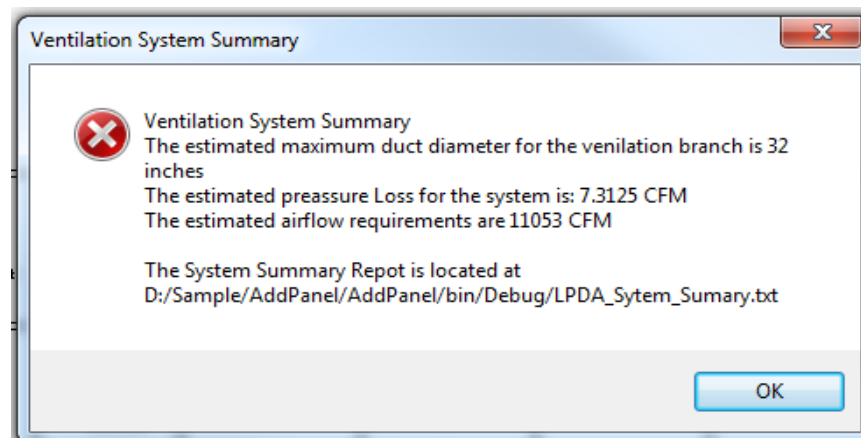 Ventilation System Summary
Ventilation System Summary
The estimated maximum duct diameter for the venilation branch is 32
inches
The estimated preassure Loss for the system is: 7.3125 CFM
The estimated airflow requirements are 11053 CFM
The System Summary Repot is located at
D:/Sample/AddPanel/AddPanel/bin/Debug/LPDA_Sytem_Sumary.txt
OK